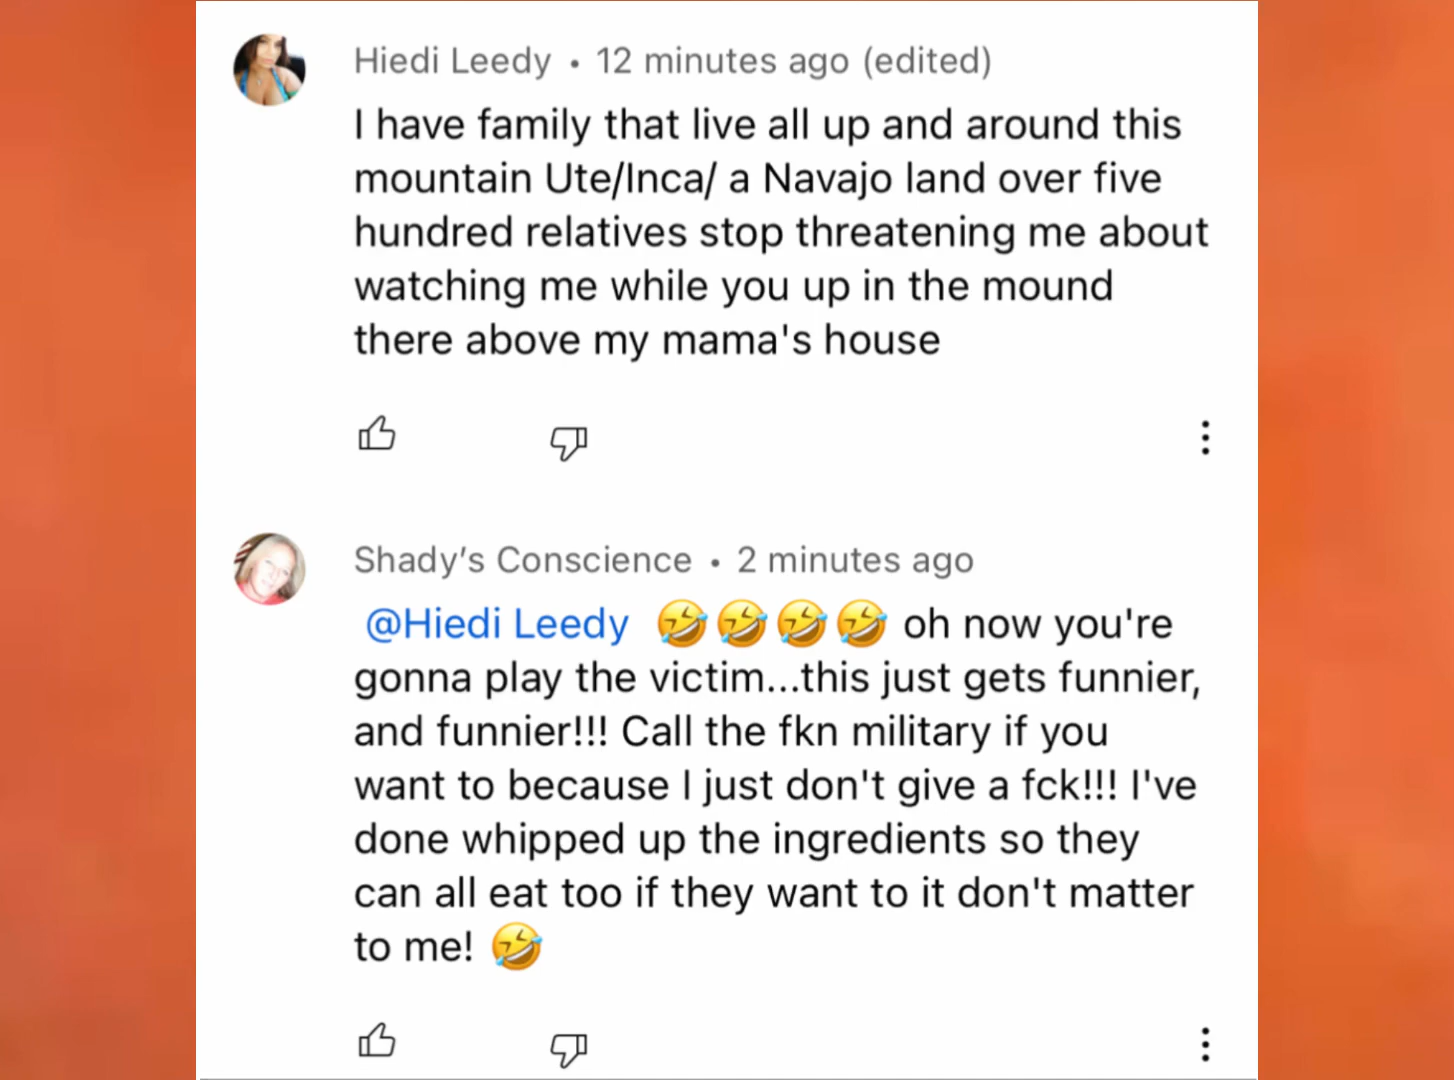 Hiedi Leedy • 12 minutes ago (edited)
I have family that live all up and around this
mountain Ute/Inca/ a Navajo land over five
hundred relatives stop threatening me about
watching me while you up in the mound
there above my mama's house
Shady's Conscience • 2 minutes ago
@Hiedi Leedy 🤣🤣🤣🤣 oh now you're
gonna play the victim...this just gets funnier,
and funnier!!! Call the fkn military if you
want to because I just don't give a fck!!! I've
done whipped up the ingredients so they
can all eat too if they want to it don't matter
to me! 🤣